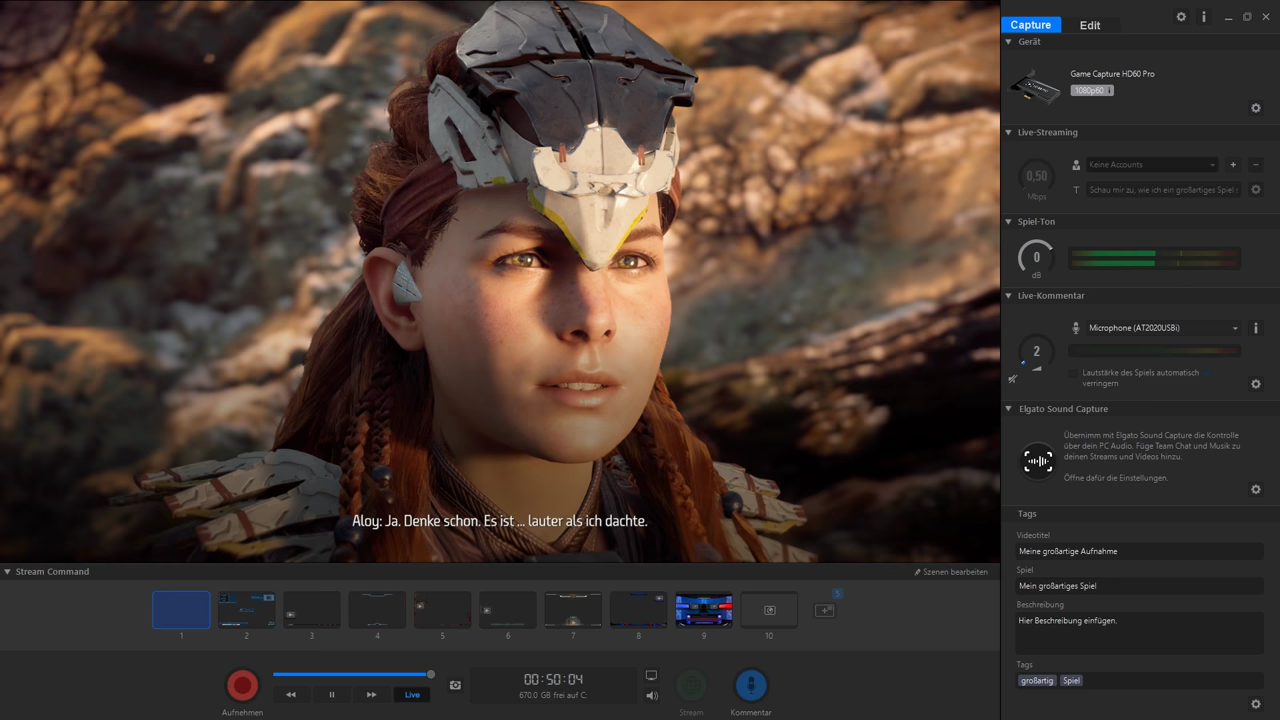 Capture
Edit
Gerät
Game Capture HD60 Pro
1080p60
Live-Streaming
0,50
Mbps
Keine Accounts
Schau mir zu, wie ich ein großartiges Spiel s
Spiel-Ton
0
dB
Live-Kommentar
Microphone (AT2020USBi)
2
Lautstärke des Spiels automatisch
verringern
Elgato Sound Capture
Übernimm mit Elgato Sound Capture die Kontrolle
über dein PC Audio. Füge Team Chat und Musik zu
deinen Streams und Videos hinzu.
Öffne dafür die Einstellungen.
Aloy: Ja. Denke schon. Es ist ... lauter als ich dachte.
Tags
Videotitel
Meine großartige Aufnahme
Spiel
Mein großartiges Spiel
Beschreibung
Hier Beschreibung einfügen.
Tags
großartig Spiel
Stream Command
Szenen bearbeiten
5
1 2 3 4 5 6 7 8 9 10
Live
00:50:04
670.0 GB frei auf C:
Aufnehmen
Stream
Kommentar